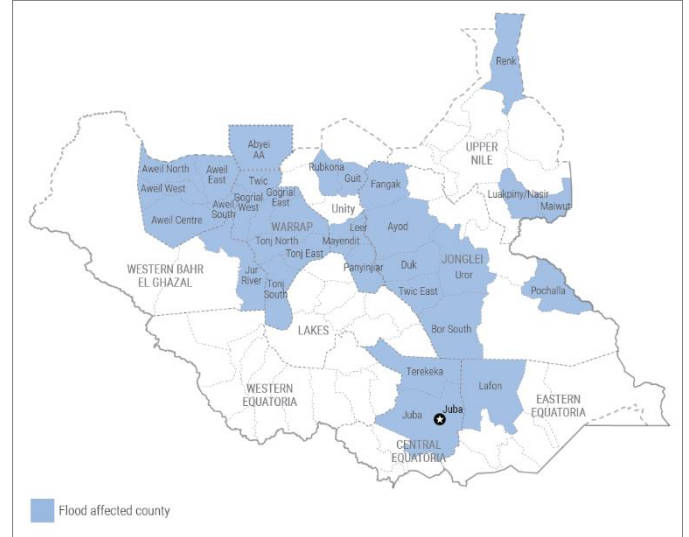 Renk
UPPER
NILE
Abyei
AA
Aweil North
Aweil
East
Twic
Rubkona
Guit
Fangak
Luakpiny/Nasir
Maiwut
Aweil West
Gogrial
West
Gogrial
East
Unity
Aweil Centre
Aweil
South
WARRAP
Leer
Ayod
Tonj North
Mayendit
Tonj East
JONGLEI
WESTERN BAHR
EL GHAZAL
Jur
River
Tonj
South
Panyinjiar
Duk
Uror
Twic East
Pochalla
Bor South
LAKES
Terekeka
WESTERN
EQUATORIA
Lafon
EASTERN
EQUATORIA
Juba
Juba
CENTRAL
EQUATORIA
Flood affected county